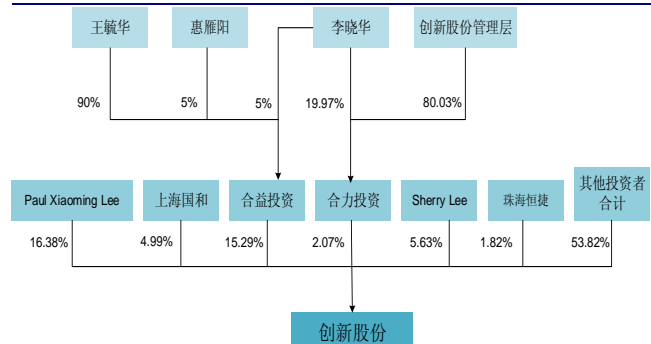 王毓华
惠雁阳
李晓华
创新股份管理层
90%
5%
5%
19.97%
80.03%
Paul Xiaoming Lee
上海国和
合益投资
合力投资
Sherry Lee
珠海恒捷
其他投资者
合计
16.38%
4.99%
15.29%
2.07%
5.63%
1.82%
53.82%
创新股份